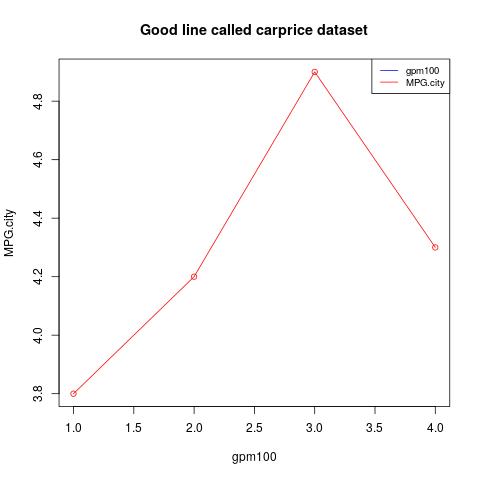 Good line called carprice dataset
gpm100
MPG.city
4.8
4.6
4.4
4.2
4.0
3.8
MPG.city
1.0 1.5 2.0 2.5 3.0 3.5 4.0
gpm100